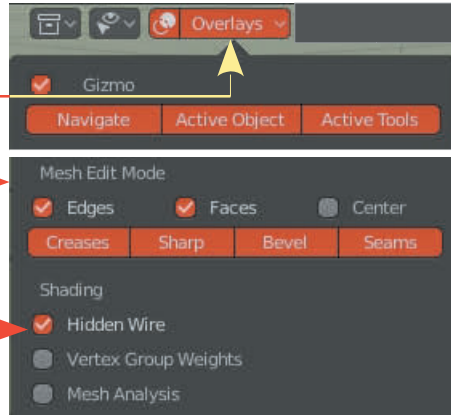 Overlays
Gizmo
Navigate Active Object Active Tools
Mesh Edit Mode
Edges Faces Center
Creases Sharp Bevel Seams
Shading
Hidden Wire
Vertex Group Weights
Mesh Analysis